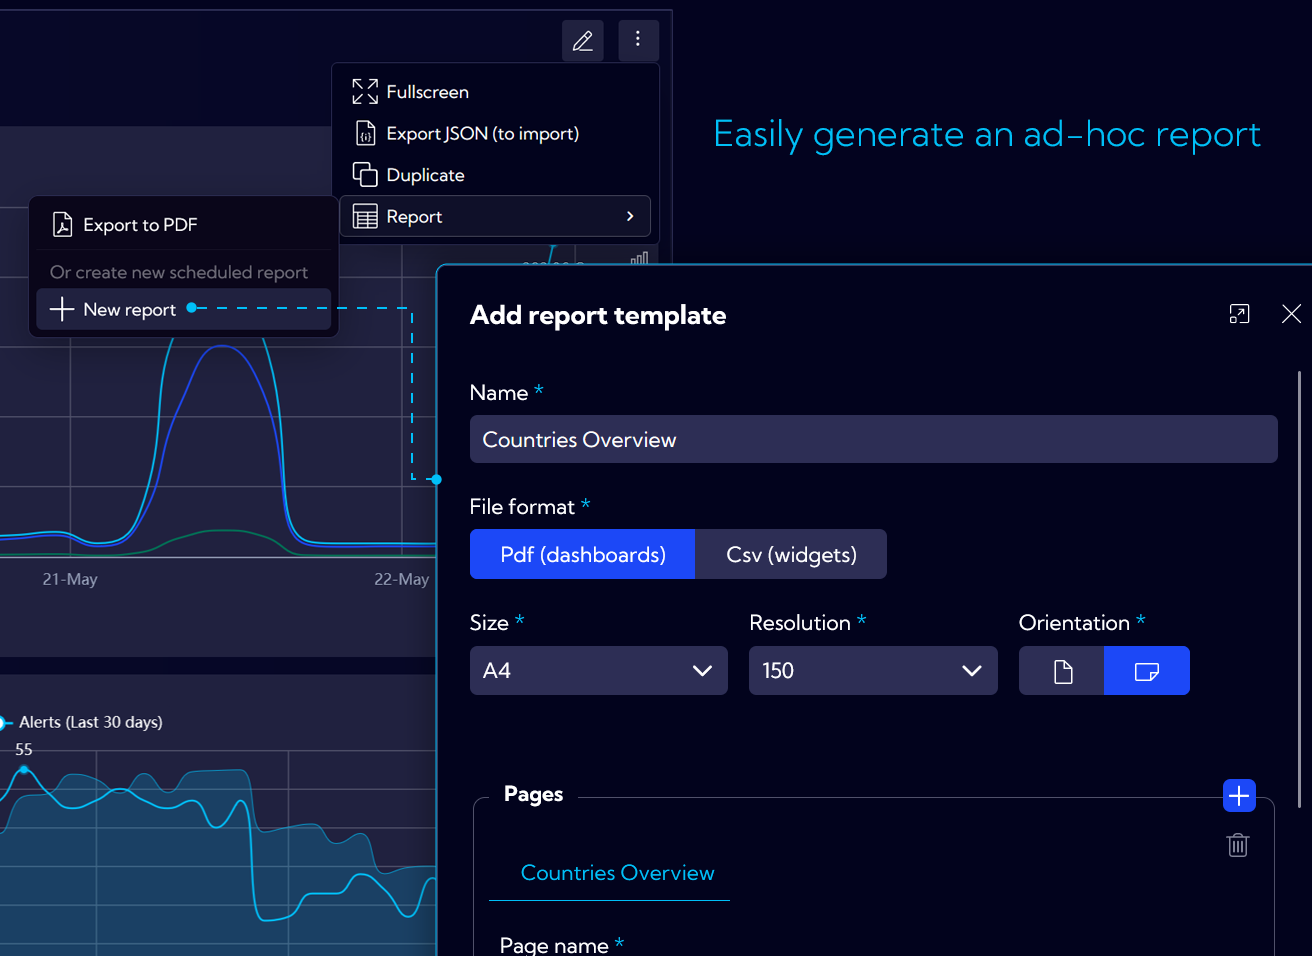 Fullscreen
Export JSON (to import)
Duplicate
Report
Easily generate an ad-hoc report
Export to PDF
Or create new scheduled report
New report
21-May
22-May
Alerts (Last 30 days)
55
Add report template
Name *
Countries Overview
File format *
Pdf (dashboards)
Csv (widgets)
Size *
Resolution *
Orientation *
A4
150
Pages
Countries Overview
Page name *